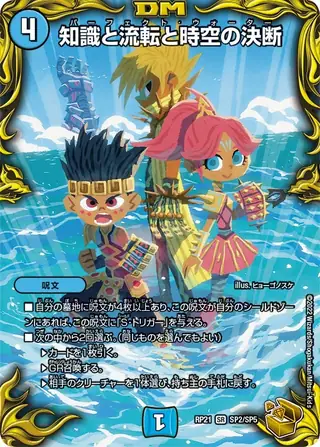 DM
4
パーフェクト・ウォーター
知識と流転と時空の決断
illus.ヒョーゴノスケ
呪文
■自分の墓地に呪文が4枚以上あり、この呪文が自分のシールドゾ
ーンにあれば、この呪文に「S・トリガー」を与える。
■次の中から2回選ぶ。(同じものを選んでもよい)
▶カードを1枚引く。
▶GR召喚する。
▶相手のクリーチャーを1体選び、持ち主の手札に戻す。
1
RP21 SR SP2/SP5